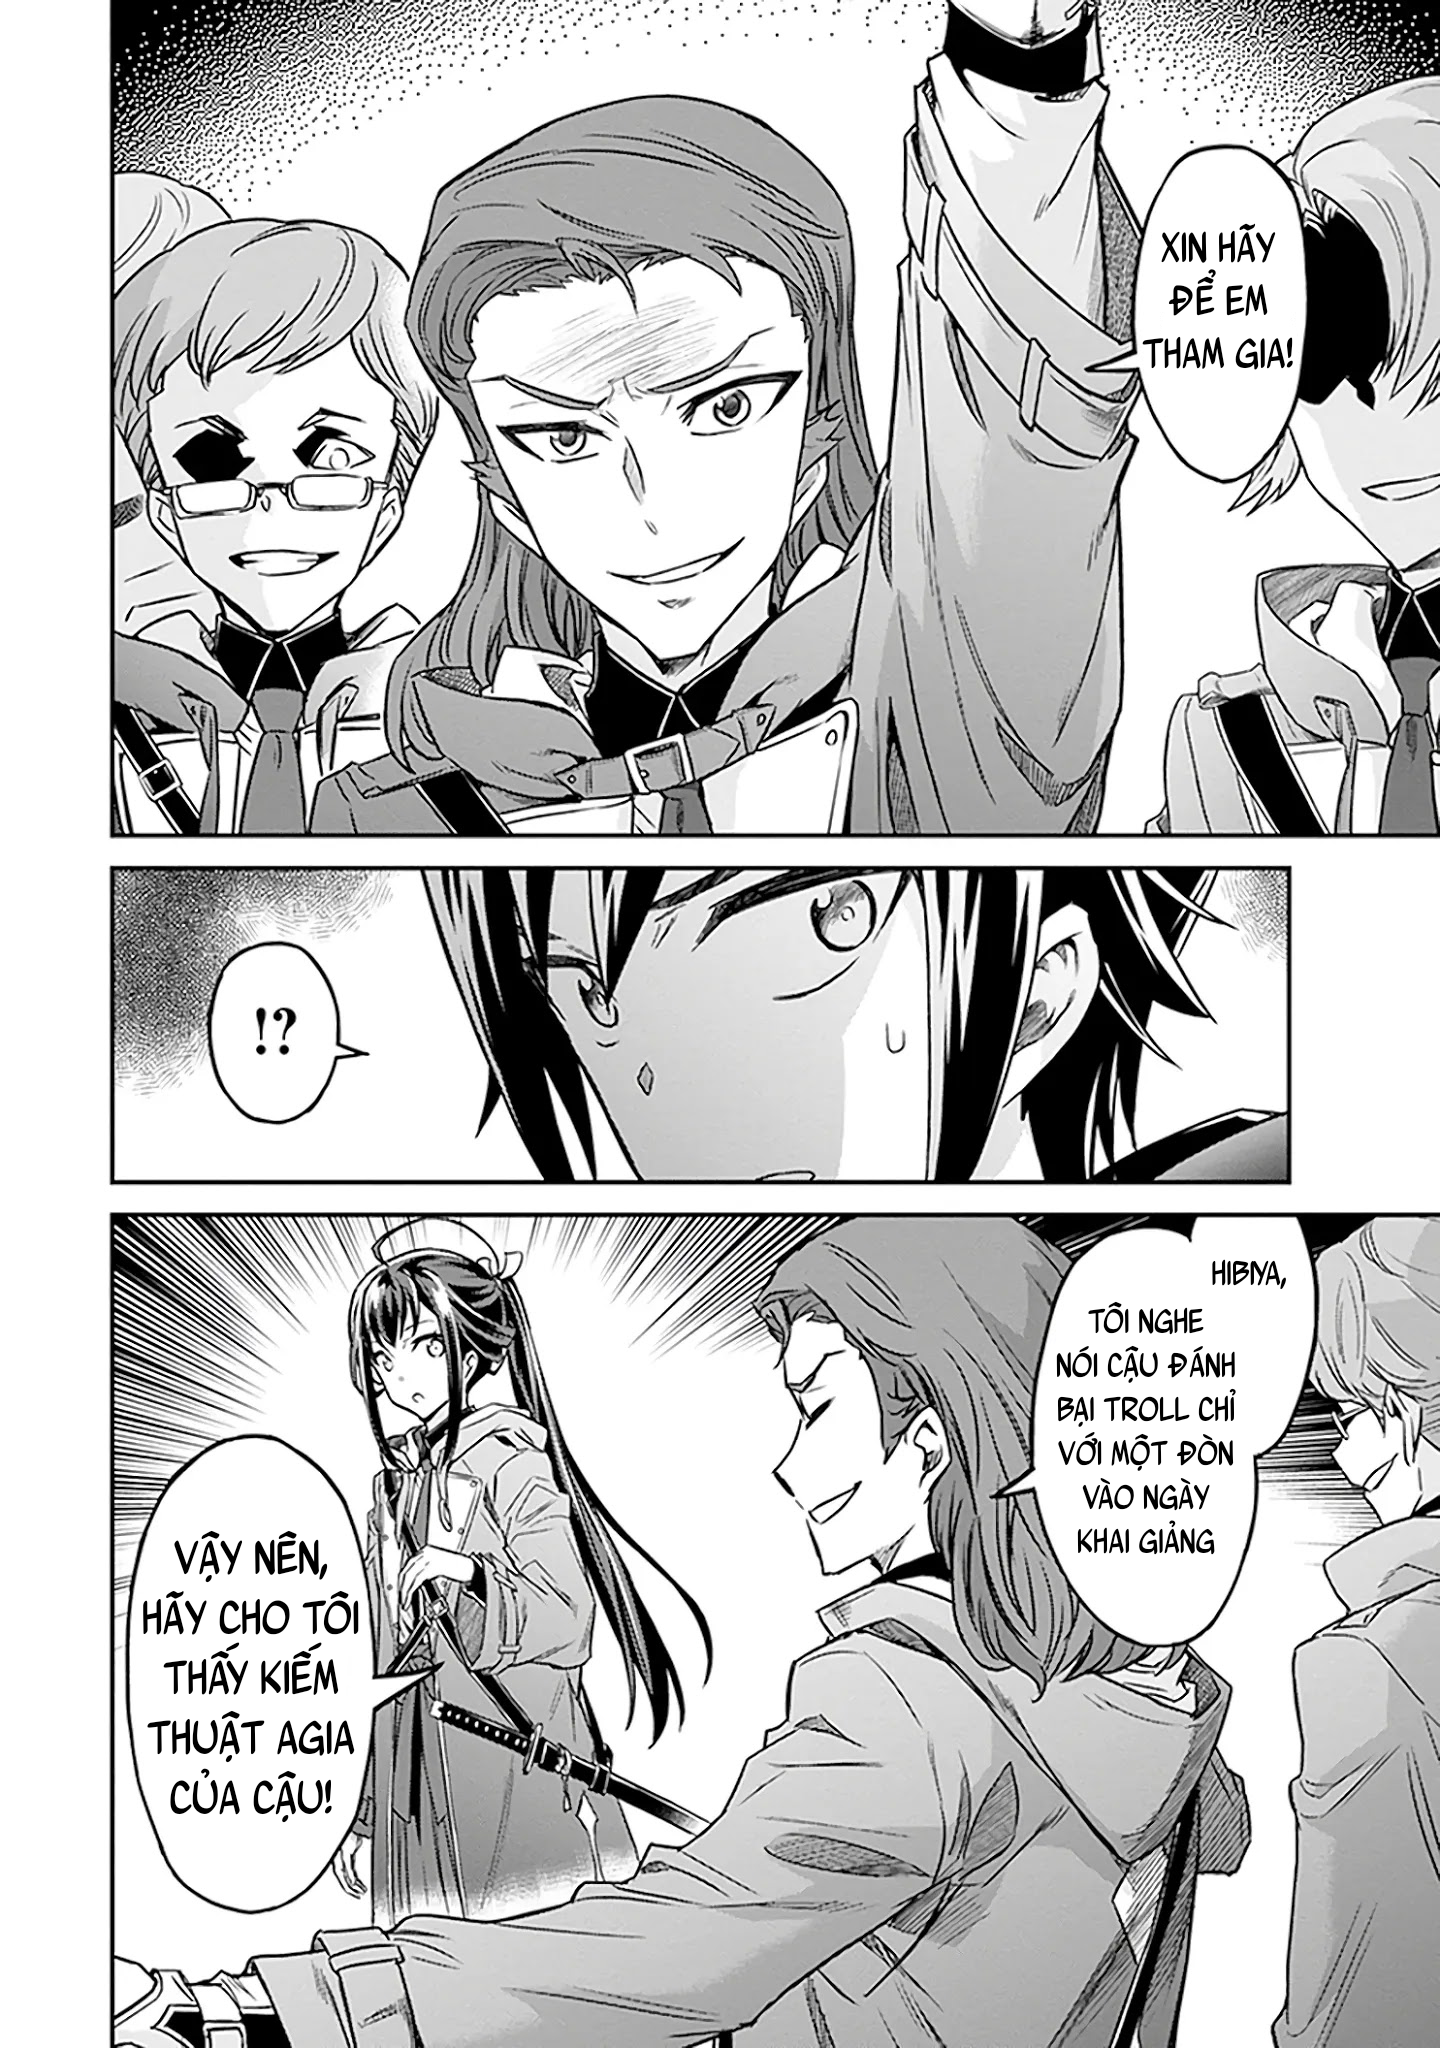 XIN HÃY
ĐỂ EM
THAM GIA!
!?
HIBIYA,
TÔI NGHE
NÓI CẬU ĐÁNH
BẠI TROLL CHỈ
VỚI MỘT ĐÒN
VÀO NGÀY
KHAI GIẢNG
VẬY NÊN,
HÃY CHO TÔI
THẤY KIẾM
THUẬT AGIA
CỦA CẬU!